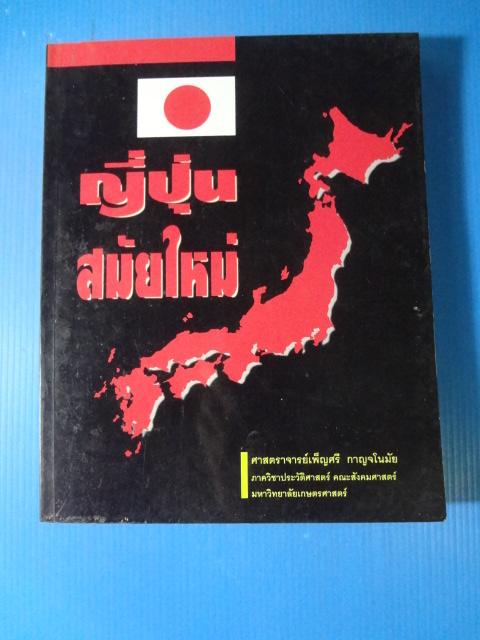 ญี่ปุ่น
สมัยใหม่
ศาสตราจารย์เพ็ญศรี กาญจโนมัย
ภาควิชาประวัติศาสตร์ คณะสังคมศาสตร์
มหาวิทยาลัยเกษตรศาสตร์